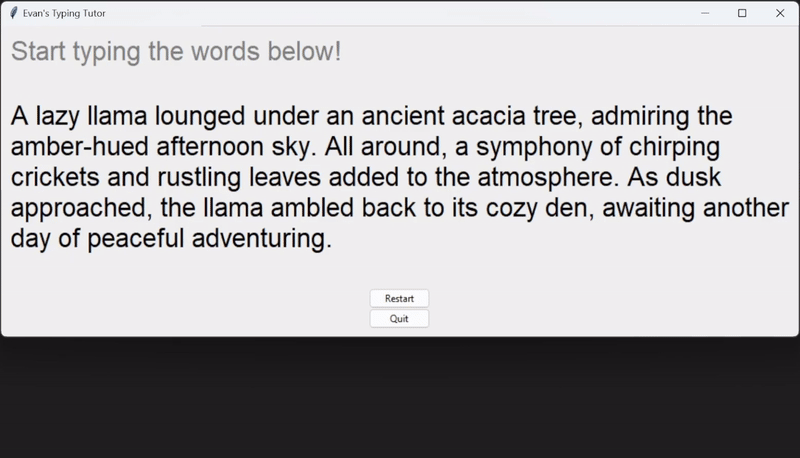 Evan's Typing Tutor
Start typing the words below!
A lazy llama lounged under an ancient acacia tree, admiring the
amber-hued afternoon sky. All around, a symphony of chirping
crickets and rustling leaves added to the atmosphere. As dusk
approached, the llama ambled back to its cozy den, awaiting another
day of peaceful adventuring.
Restart
Quit